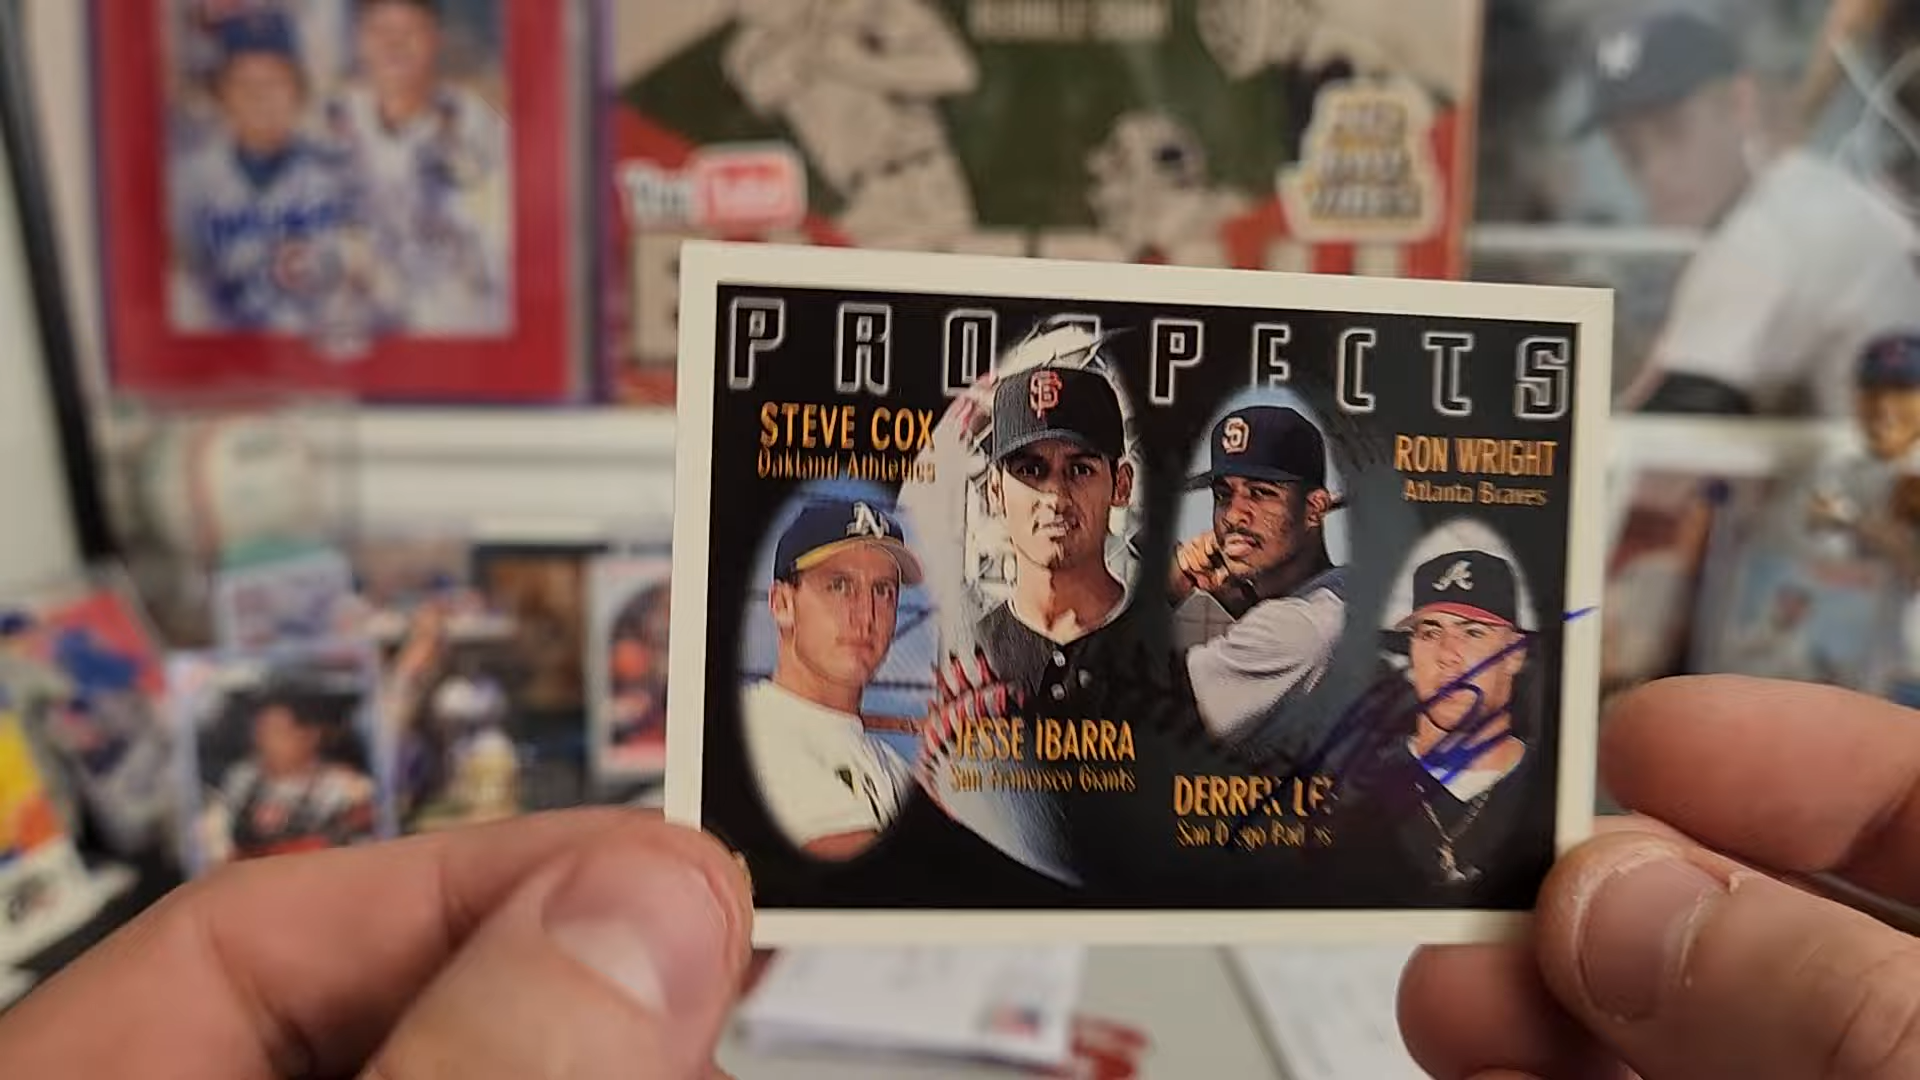 PROSPECTS
STEVE COX
Oakland Athletics
RON WRIGHT
Atlanta Braves
JESSE IBARRA
San Francisco Giants
DERREK LEE
San Diego Padres